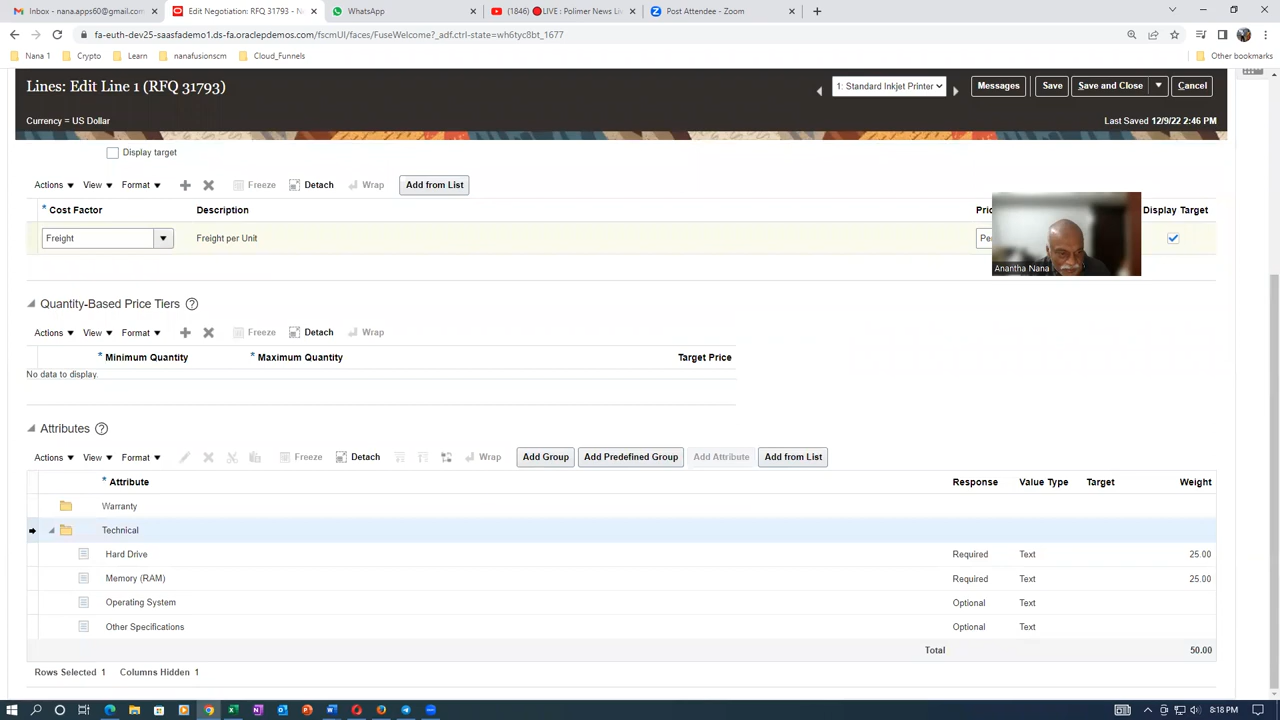 nana.apps60@gmail.com
Edit Negotiation: RFQ 31793 - N
WhatsApp
(1846) LIVE : Polimer News Li
Post Attendee - Zoom
fa-euth-dev25-saasfademo1.ds-fa.oraclepdemos.com/fscmUI/faces/FuseWelcome?_adf.ctrl-state=wh6tyc8bt_1677
Nana 1 Crypto Learn nanafusioncom Cloud_Funnels Other bookmarks
Lines: Edit Line 1 (RFQ 31793) 1: Standard Inkjet Printer Messages Save Save and Close Cancel
Currency = US Dollar Last Saved 12/9/22 2:46 PM
Display target
Actions View Format Freeze Detach Wrap Add from List
* Cost Factor Description Display Target
Freight Freight per Unit
Anantha Nana
Quantity-Based Price Tiers ?
Actions View Format Freeze Detach Wrap
* Minimum Quantity * Maximum Quantity Target Price
No data to display.
Attributes ?
Actions View Format Freeze Detach Wrap Add Group Add Predefined Group Add Attribute Add from List
* Attribute Response Value Type Target Weight
Warranty
Technical
Hard Drive Required Text 25.00
Memory (RAM) Required Text 25.00
Operating System Optional Text
Other Specifications Optional Text
Total 50.00
Rows Selected 1 Columns Hidden 1
8:18 PM